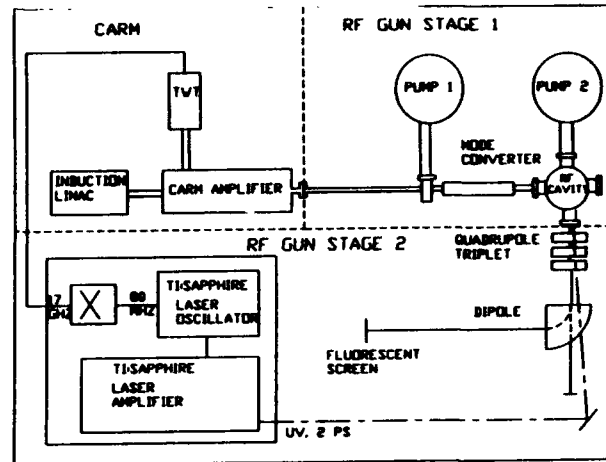 CARM
RF GUN STAGE 1
TWT
PUMP 1
PUMP 2
MODE
CONVERTER
INDUCTION
LINAC
CARM AMPLIFIER
RF
CAVITY
RF GUN STAGE 2
QUADRUPOLE
TRIPLET
17
GHZ
X
80
MHZ
TI:SAPPHIRE
LASER
OSCILLATOR
DIPOLE
FLUORESCENT
SCREEN
TI:SAPPHIRE
LASER
AMPLIFIER
UV, 2 PS